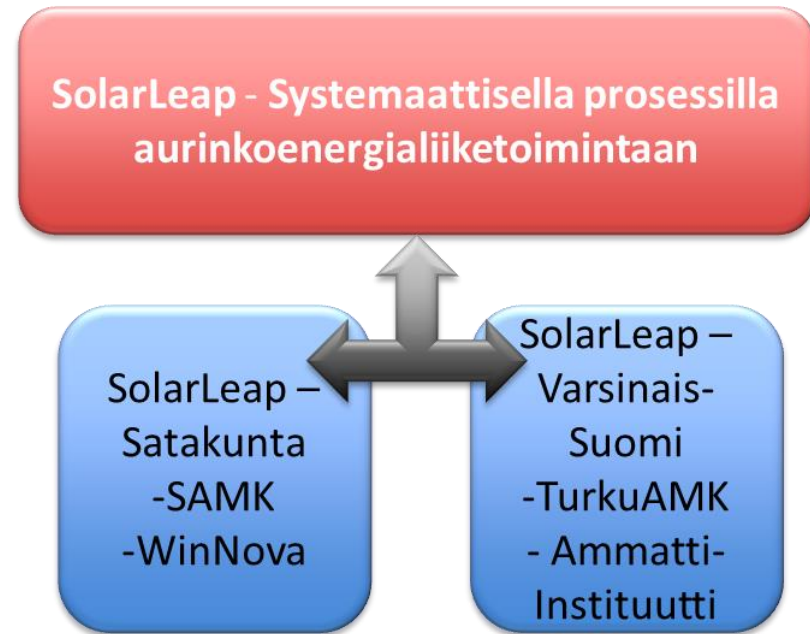 SolarLeap - Systemaattisella prosessilla
aurinkoenergialiiketoimintaan
SolarLeap –
Satakunta
-SAMK
-WinNova
SolarLeap –
Varsinais-
Suomi
-TurkuAMK
- Ammatti-
Instituutti